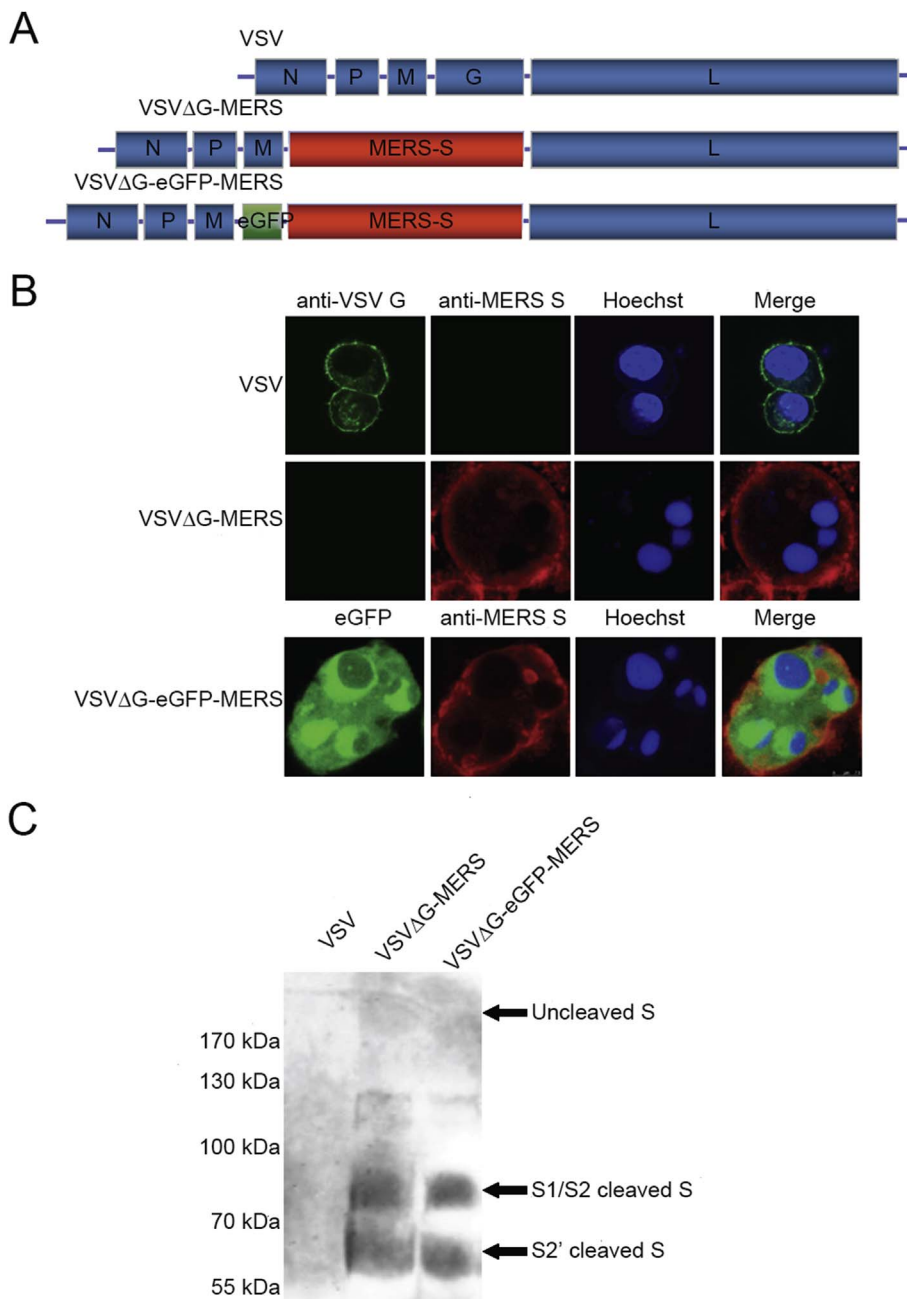 A
VSV
N P M G L
VSVΔG-MERS
N P M MERS-S L
VSVΔG-eGFP-MERS
N P M eGFP MERS-S L
B
anti-VSV G anti-MERS S Hoechst Merge
VSV
VSVΔG-MERS
eGFP anti-MERS S Hoechst Merge
VSVΔG-eGFP-MERS
C
VSV
VSVΔG-MERS
VSVΔG-eGFP-MERS
Uncleaved S
170 kDa
130 kDa
100 kDa
S1/S2 cleaved S
70 kDa
S2' cleaved S
55 kDa